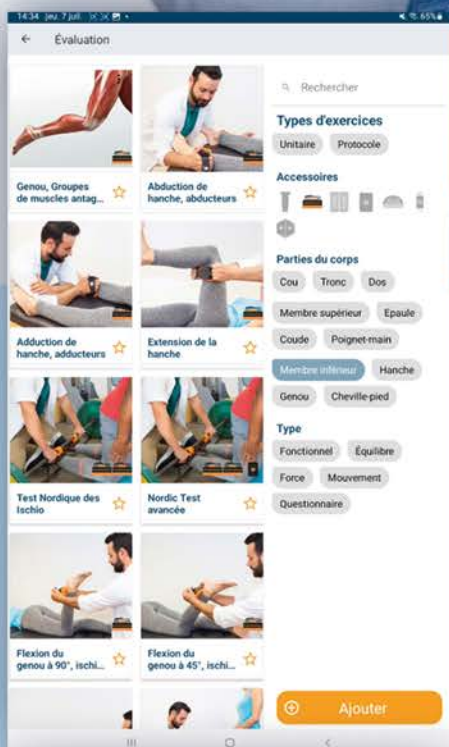 14:34 jeu. 7 juil.
65%
Évaluation
Genou, Groupes
de muscles antag...
Abduction de
hanche, abducteurs
Adduction de
hanche, adducteurs
Extension de la
hanche
Test Nordique des
Ischio
Nordic Test
avancée
Flexion du
genou à 90°, ischi...
Flexion du
genou à 45°, ischi...
Rechercher
Types d'exercices
Unitaire Protocole
Accessoires
Parties du corps
Cou Tronc Dos
Membre supérieur Epaule
Coude Poignet-main
Membre inférieur Hanche
Genou Cheville-pied
Type
Fonctionnel Équilibre
Force Mouvement
Questionnaire
Ajouter